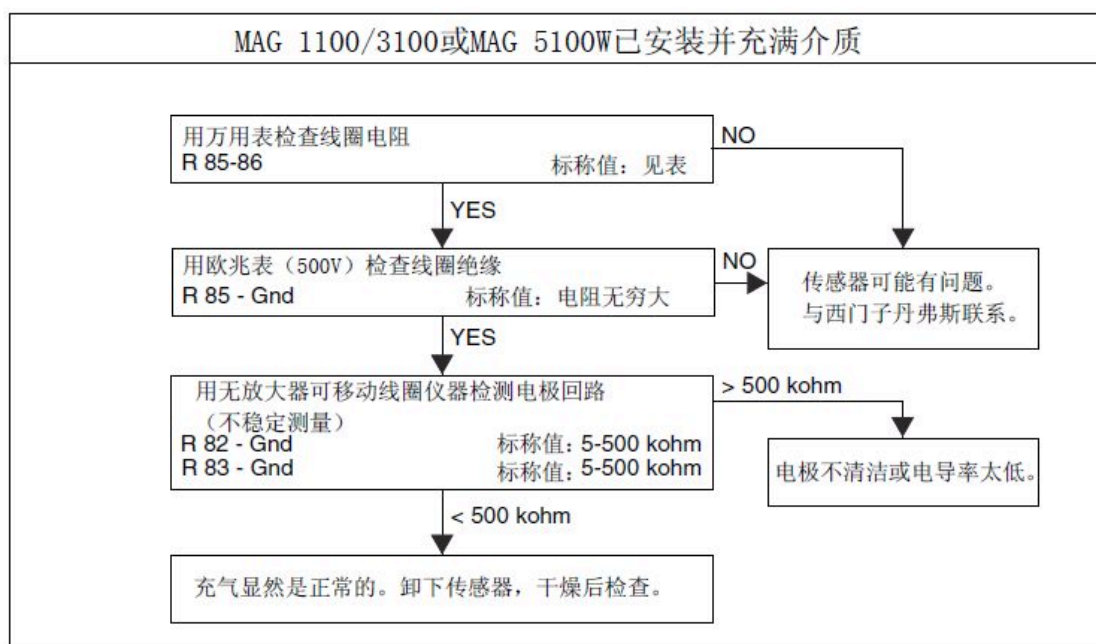 MAG 1100/3100或MAG 5100W已安装并充满介质
用万用表检查线圈电阻
R 85-86 标称值：见表
NO
YES
用欧兆表（500V）检查线圈绝缘
R 85 - Gnd 标称值：电阻无穷大
NO
传感器可能有问题。
与西门子丹弗斯联系。
YES
用无放大器可移动线圈仪器检测电极回路
（不稳定测量）
R 82 - Gnd 标称值：5-500 kohm
R 83 - Gnd 标称值：5-500 kohm
> 500 kohm
电极不清洁或电导率太低。
< 500 kohm
充气显然是正常的。卸下传感器，干燥后检查。